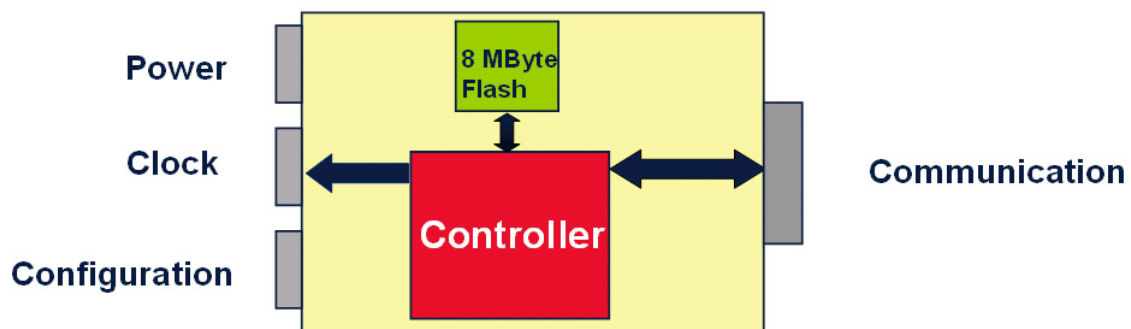 Power
8 MByte
Flash
Clock
Communication
Controller
Configuration